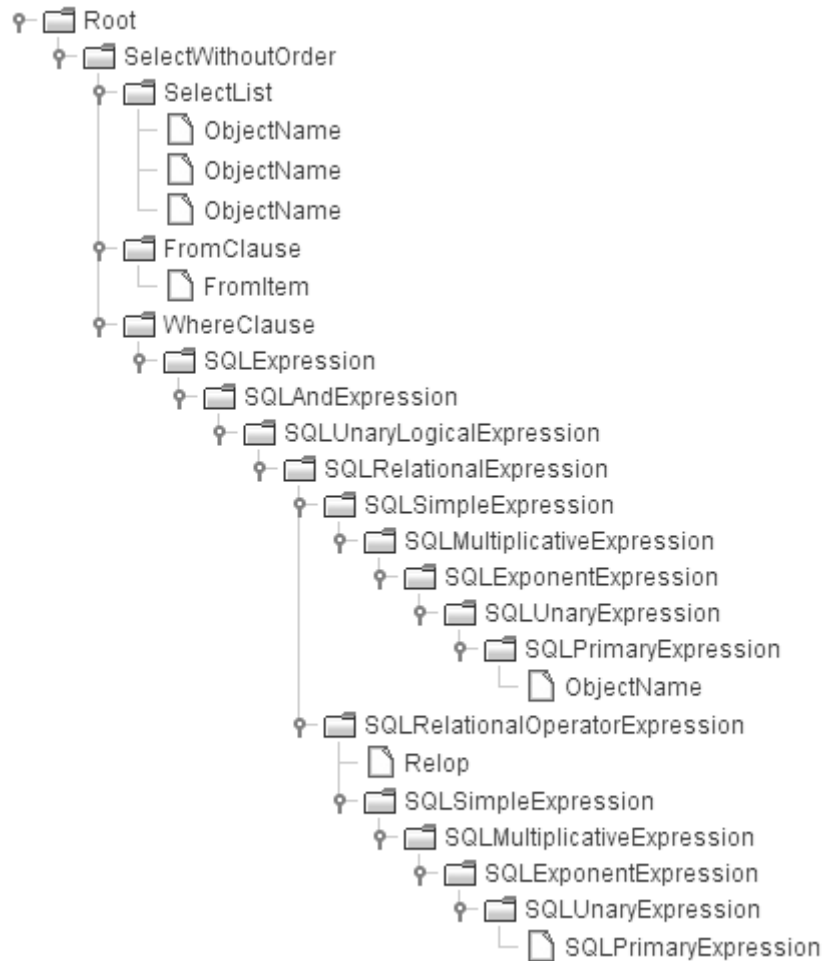 Root
SelectWithoutOrder
SelectList
ObjectName
ObjectName
ObjectName
FromClause
FromItem
WhereClause
SQLExpression
SQLAndExpression
SQLUnaryLogicalExpression
SQLRelationalExpression
SQLSimpleExpression
SQLMultiplicativeExpression
SQLExponentExpression
SQLUnaryExpression
SQLPrimaryExpression
ObjectName
SQLRelationalOperatorExpression
Relop
SQLSimpleExpression
SQLMultiplicativeExpression
SQLExponentExpression
SQLUnaryExpression
SQLPrimaryExpression